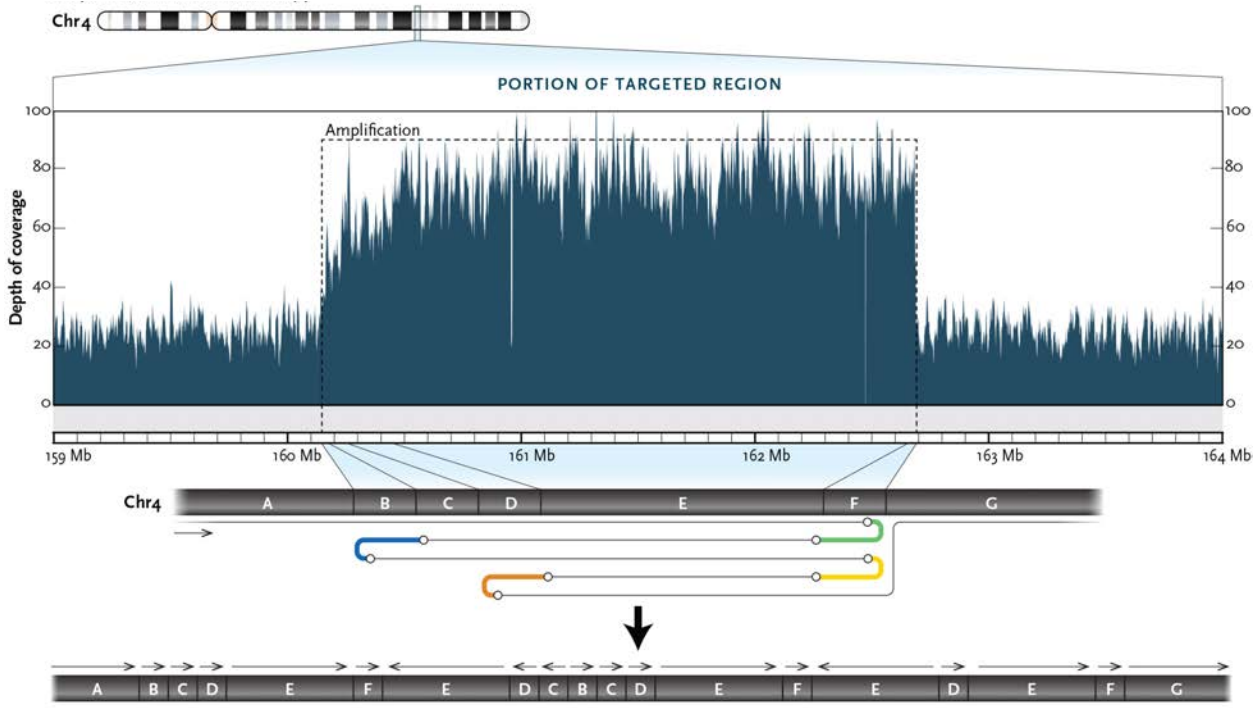 Chr4
PORTION OF TARGETED REGION
100
100
Amplification
80
80
60
60
40
40
20
20
0
0
Depth of coverage
159 Mb 160 Mb 161 Mb 162 Mb 163 Mb 164 Mb
Chr4 A B C D E F G
A B C D E F E D C B C D E F E D E F G